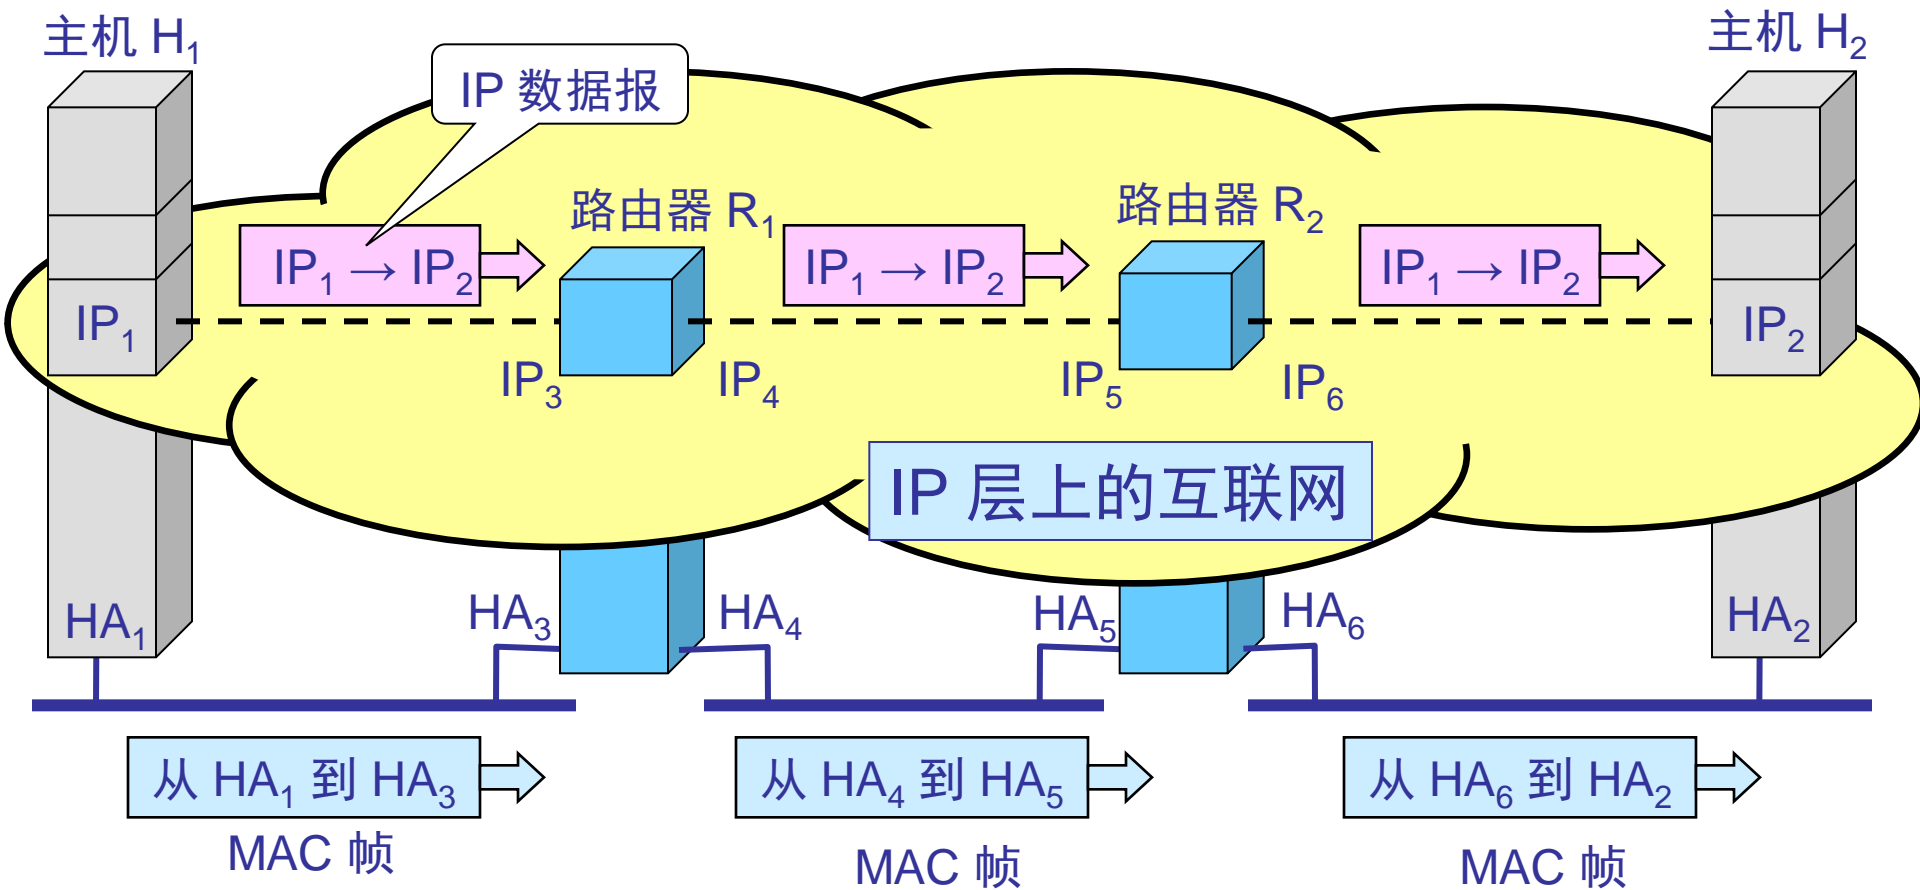 主机 H1
主机 H2
IP 数据报
路由器 R1
路由器 R2
IP1 → IP2
IP1 → IP2
IP1 → IP2
IP1
IP2
IP3
IP4
IP5
IP6
IP 层上的互联网
HA1
HA3
HA4
HA5
HA6
HA2
从 HA1 到 HA3
从 HA4 到 HA5
从 HA6 到 HA2
MAC 帧
MAC 帧
MAC 帧